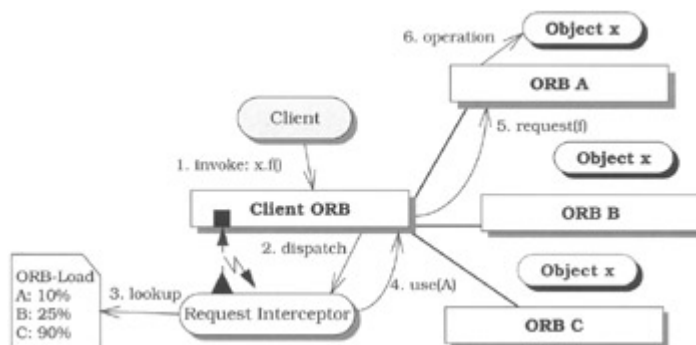 6. operation
Object x
ORB A
Client
5. request(f)
1. invoke: x.f()
Object x
Client ORB
ORB B
2. dispatch
Object x
ORB-Load
A: 10%
B: 25%
C: 90%
3. lookup
4. use(A)
Request Interceptor
ORB C